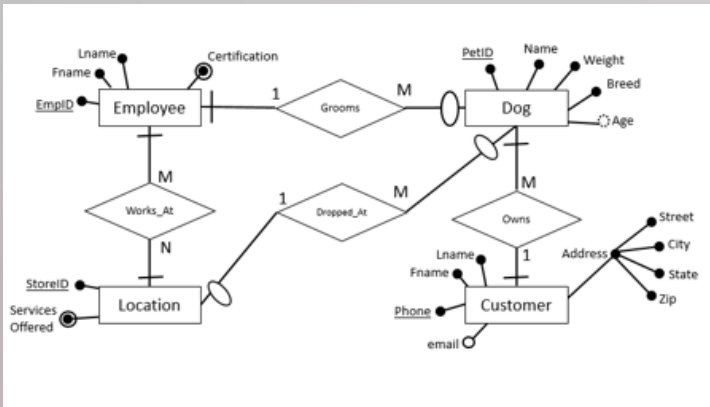 Lname
Fname
EmpID
Certification
Employee
1
Grooms
M
PetID
Name
Weight
Breed
Age
Dog
M
Works_At
N
1
Dropped_At
M
M
Owns
1
StoreID
Services
Offered
Location
Lname
Fname
Phone
email
Customer
Address
Street
City
State
Zip